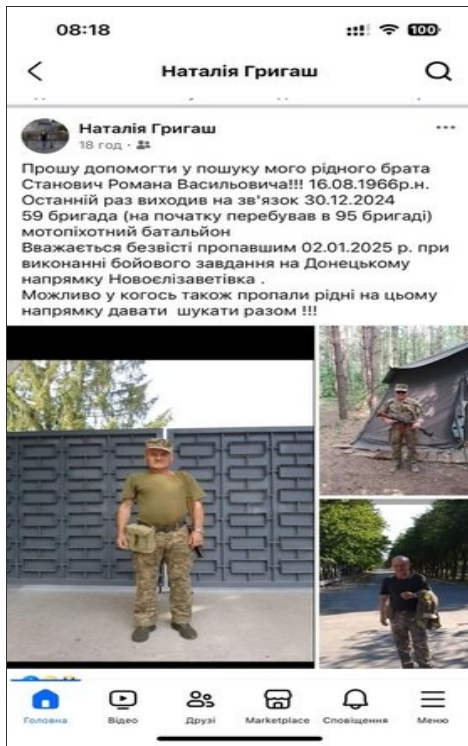 08:18
100
Наталія Григаш
Наталія Григаш
18 год ·
Прошу допомогти у пошуку мого рідного брата
Станович Романа Васильовича!!! 16.08.1966р.н.
Останній раз виходив на зв'язок 30.12.2024
59 бригада (на початку перебував в 95 бригаді)
мотопіхотний батальйон
Вважається безвісті пропавшим 02.01.2025 р. при
виконанні бойового завдання на Донецькому
напрямку Новоєлізаветівка .
Можливо у когось також пропали рідні на цьому
напрямку давати шукати разом !!!
Головна Відео Друзі Marketplace Сповіщення Меню